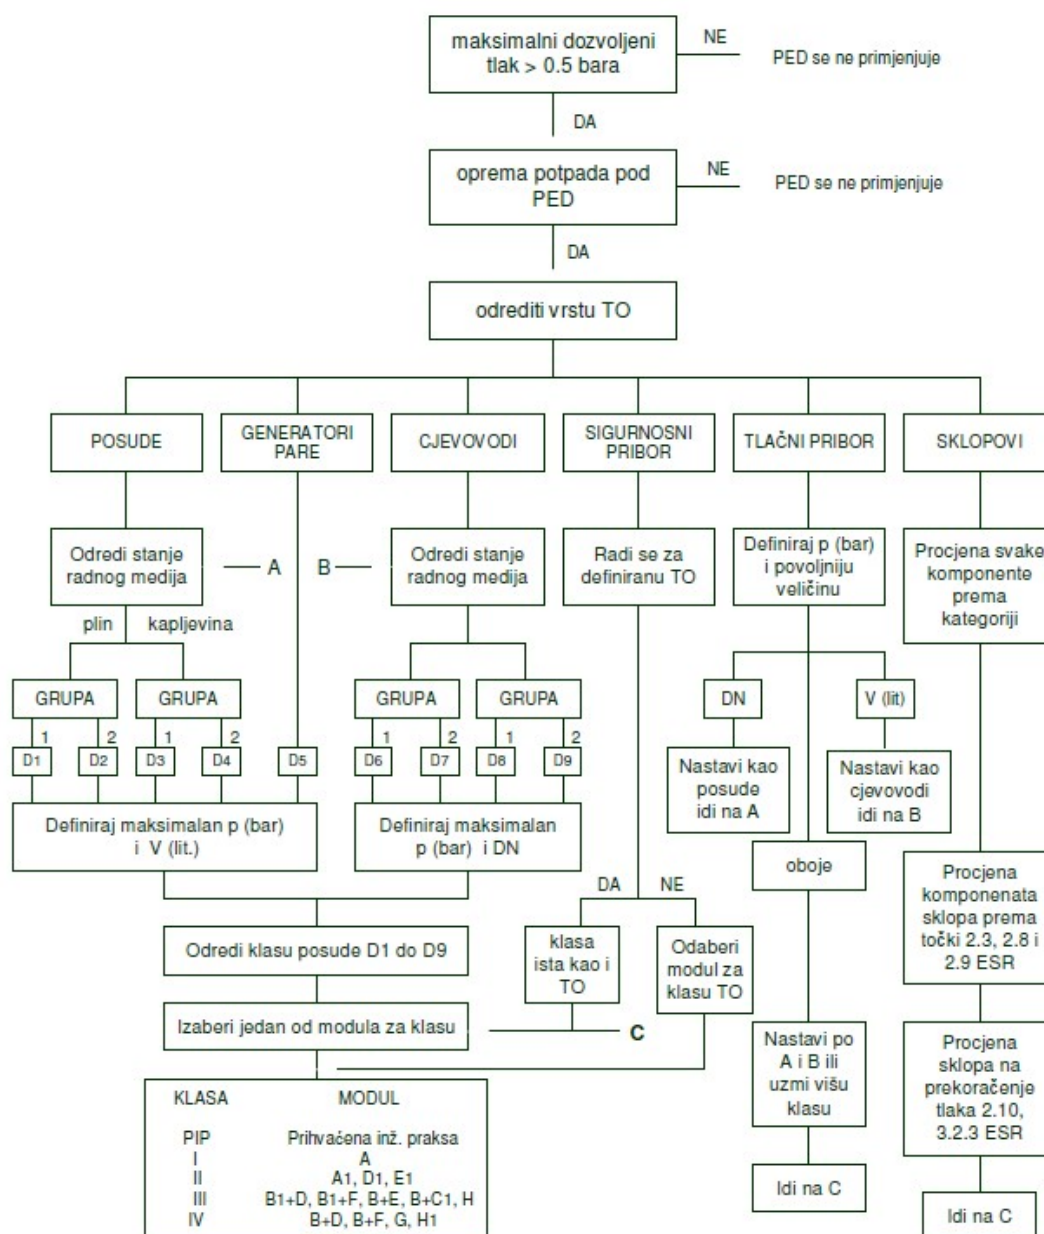 maksimalni dozvoljeni
tlak > 0.5 bara
NE
PED se ne primjenjuje
DA
oprema potpada pod
PED
NE
PED se ne primjenjuje
DA
odrediti vrstu TO
POSUDE
GENERATORI
PARE
CJEVOVODI
SIGURNOSNI
PRIBOR
TLAČNI PRIBOR
SKLOPOVI
Odredi stanje
radnog medija
A
B
Odredi stanje
radnog medija
Radi se za
definiranu TO
Definiraj p (bar)
i povoljniju
veličinu
Procjena svake
komponente
prema
kategoriji
plin
kapljevina
GRUPA
GRUPA
GRUPA
GRUPA
DN
V (lit)
1
2
1
2
1
2
1
2
D1
D2
D3
D4
D5
D6
D7
D8
D9
Nastavi kao
posude
idi na A
Nastavi kao
cjevovodi
idi na B
Definiraj maksimalan p (bar)
i V (lit.)
Definiraj maksimalan
p (bar) i DN
oboje
Procjena
komponenata
sklopa prema
točki 2.3, 2.8 i
2.9 ESR
DA
NE
Odredi klasu posude D1 do D9
klasa
ista kao i
TO
Odaberi
modul za
klasu TO
Izaberi jedan od modula za klasu
C
Nastavi po
A i B ili
uzmi višu
klasu
Procjena
sklopa na
prekoračenje
tlaka 2.10,
3.2.3 ESR
KLASA MODUL
PIP Prihvaćena inž. praksa
I A
II A1, D1, E1
III B1+D, B1+F, B+E, B+C1, H
IV B+D, B+F, G, H1
Idi na C
Idi na C